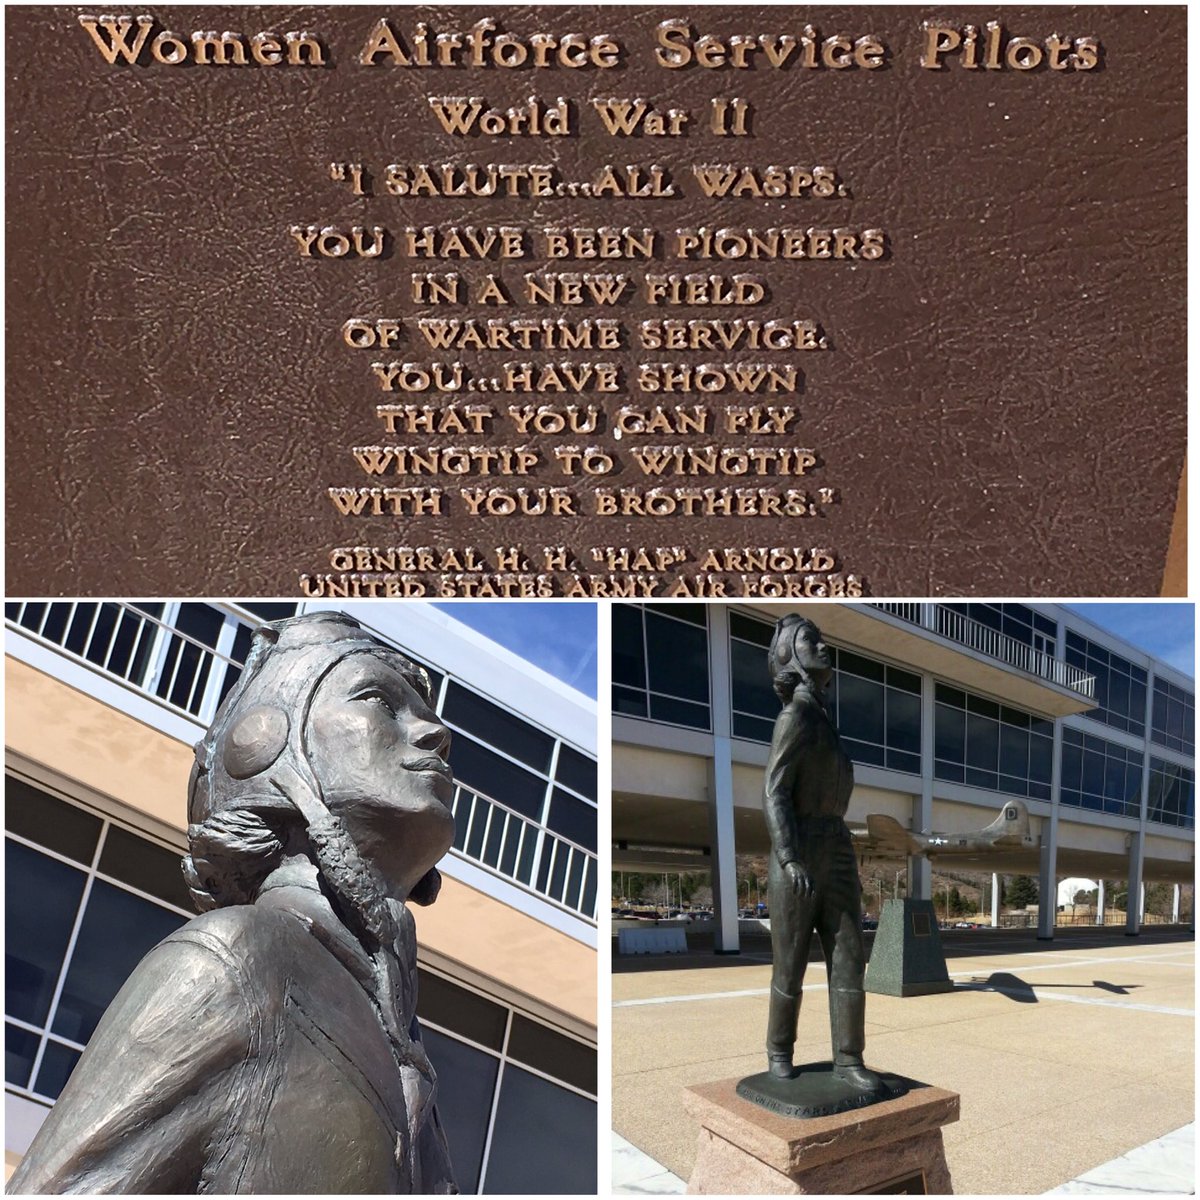 Women Airforce Service Pilots
World War II
"I SALUTE...ALL WASPS.
YOU HAVE BEEN PIONEERS
IN A NEW FIELD
OF WARTIME SERVICE.
YOU...HAVE SHOWN
THAT YOU CAN FLY
WINGTIP TO WINGTIP
WITH YOUR BROTHERS."
GENERAL H. H. "HAP" ARNOLD
UNITED STATES ARMY AIR FORCES
D
STARS